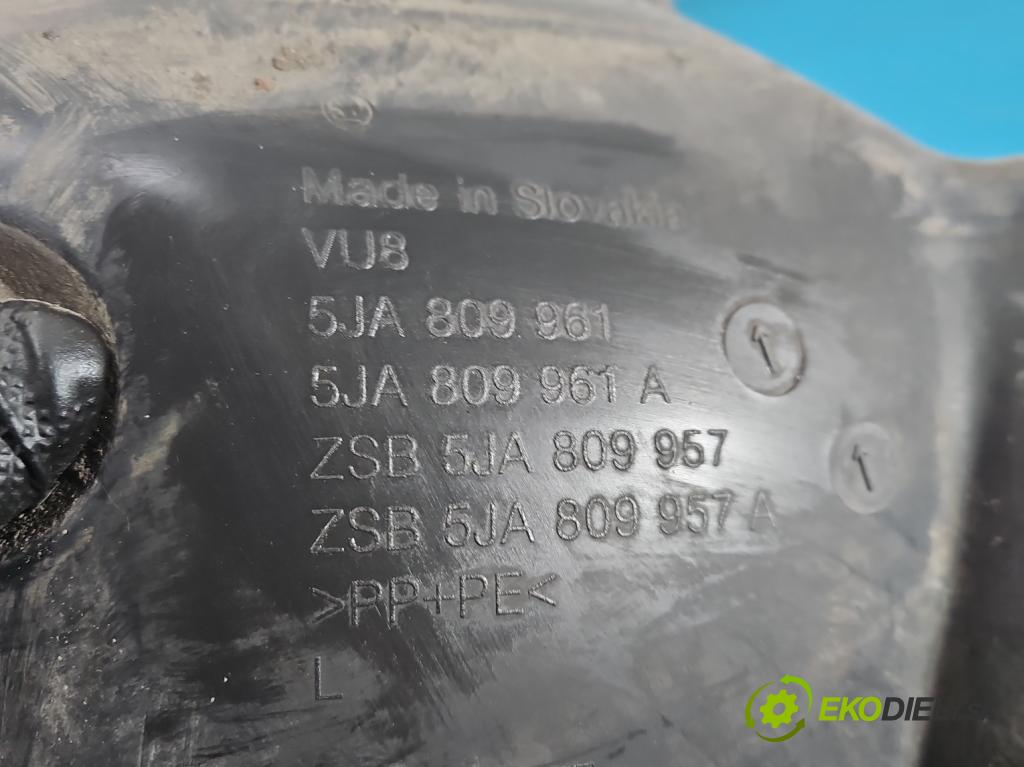 Made in Slovakia
VU8
5JA 809 961
5JA 809 961 A
ZSB 5JA 809 957
ZSB 5JA 809 957 A
>PP+PE<
L